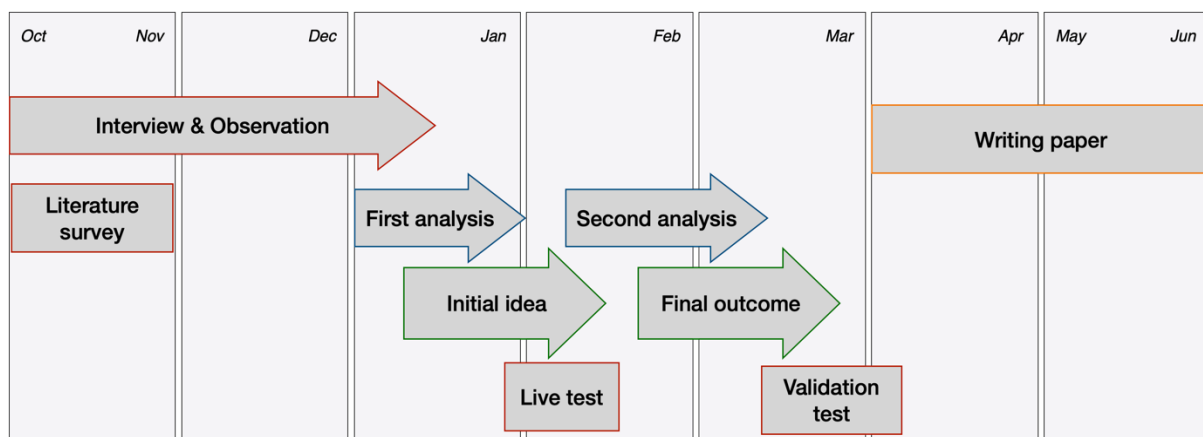 Oct Nov Dec Jan Feb Mar Apr May Jun
Interview & Observation
Writing paper
Literature
survey
First analysis
Second analysis
Initial idea
Final outcome
Live test
Validation
test